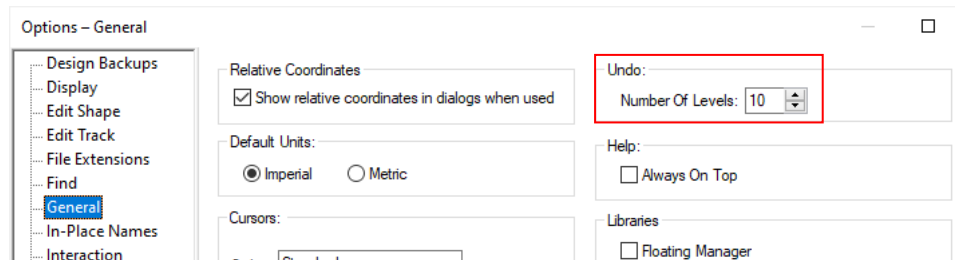 Options – General
Design Backups
Display
Edit Shape
Edit Track
File Extensions
Find
General
In-Place Names
Interaction
Relative Coordinates
Show relative coordinates in dialogs when used
Default Units:
Imperial Metric
Cursors:
Undo:
Number Of Levels: 10
Help:
Always On Top
Libraries
Floating Manager